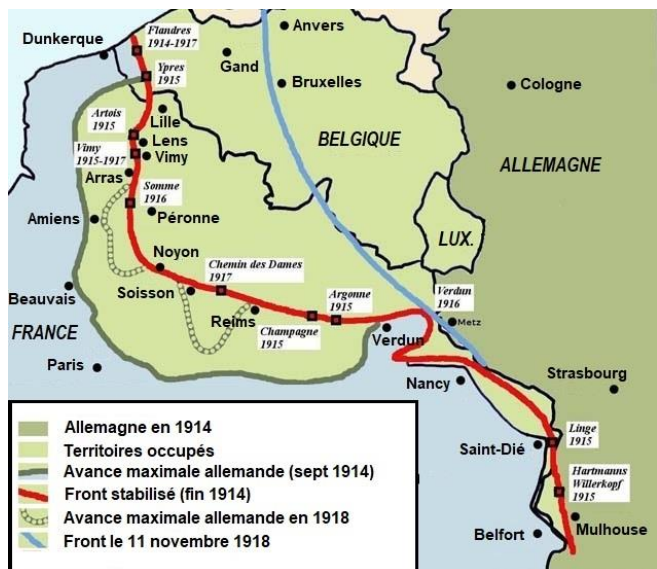 Dunkerque
Flandres
1914-1917
Anvers
Gand
Ypres
1915
Bruxelles
Cologne
Artois
1915
Lille
Lens
BELGIQUE
ALLEMAGNE
Vimy
1915-1917
Vimy
Arras
Somme
1916
Amiens
Péronne
LUX.
Noyon
Chemin des Dames
1917
Verdun
1916
Soisson
Argonne
1915
Beauvais
Reims
Metz
Champagne
1915
Verdun
FRANCE
Paris
Nancy
Strasbourg
Linge
1915
Saint-Dié
Hartmanns
Willerkopf
1915
Mulhouse
Belfort
Allemagne en 1914
Territoires occupés
Avance maximale allemande (sept 1914)
Front stabilisé (fin 1914)
Avance maximale allemande en 1918
Front le 11 novembre 1918